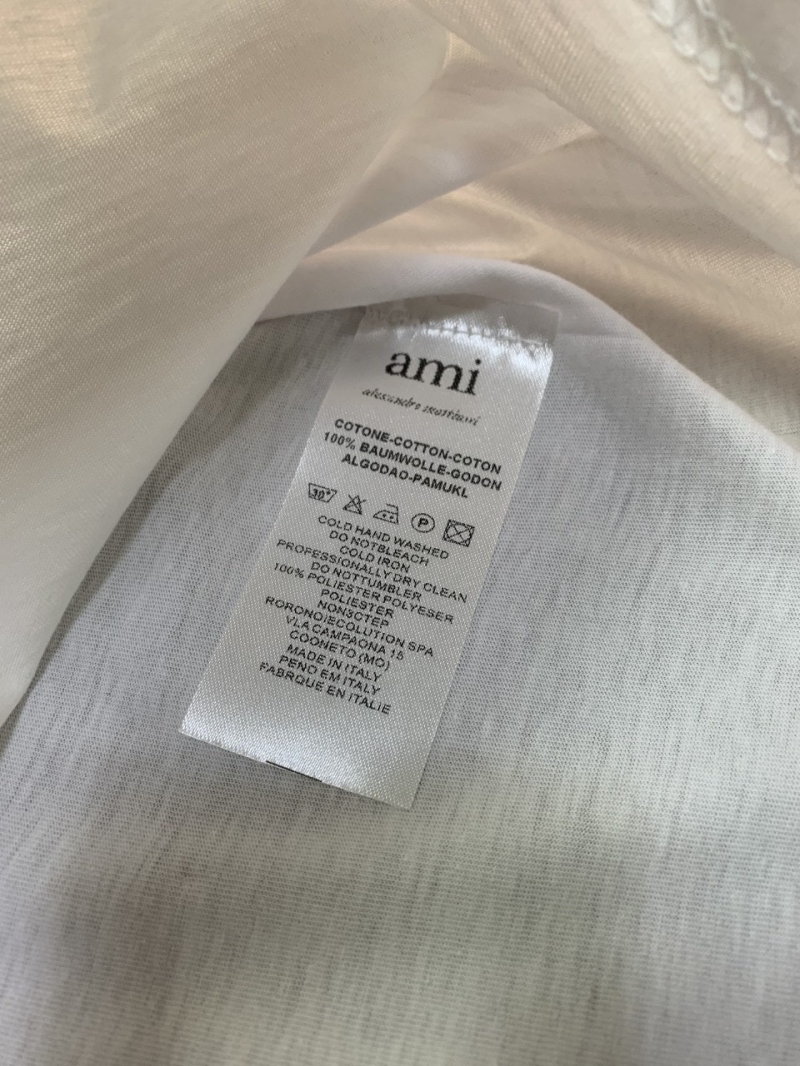 ami
alexandre mattiussi
COTONE-COTTON-COTON
100% BAUMWOLLE-GODON
ALGODAO-PAMUKL
30°
P
COLD HAND WASHED
DO NOTBLEACH
COLD IRON
PROFESSIONALLY DRY CLEAN
DO NOTTUMBLER
100% POLIESTER POLYESER
POLIESTER
NON3CTEP
RORONOIECOLUTION SPA
VLA CAMPAGNA 15
COONETO (MO)
MADE IN ITALY
PENO EM ITALY
FABRQUE EN ITALIE